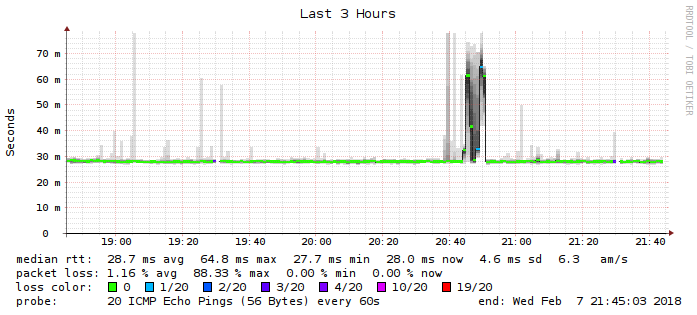 Last 3 Hours
RRDTOOL / TOBI OETIKER
Seconds
70 m
60 m
50 m
40 m
30 m
20 m
10 m
0
19:00 19:20 19:40 20:00 20:20 20:40 21:00 21:20 21:40
median rtt: 28.7 ms avg 64.8 ms max 27.7 ms min 28.0 ms now 4.6 ms sd 6.3 am/s
packet loss: 1.16 % avg 88.33 % max 0.00 % min 0.00 % now
loss color: 0 1/20 2/20 3/20 4/20 10/20 19/20
probe: 20 ICMP Echo Pings (56 Bytes) every 60s end: Wed Feb 7 21:45:03 2018